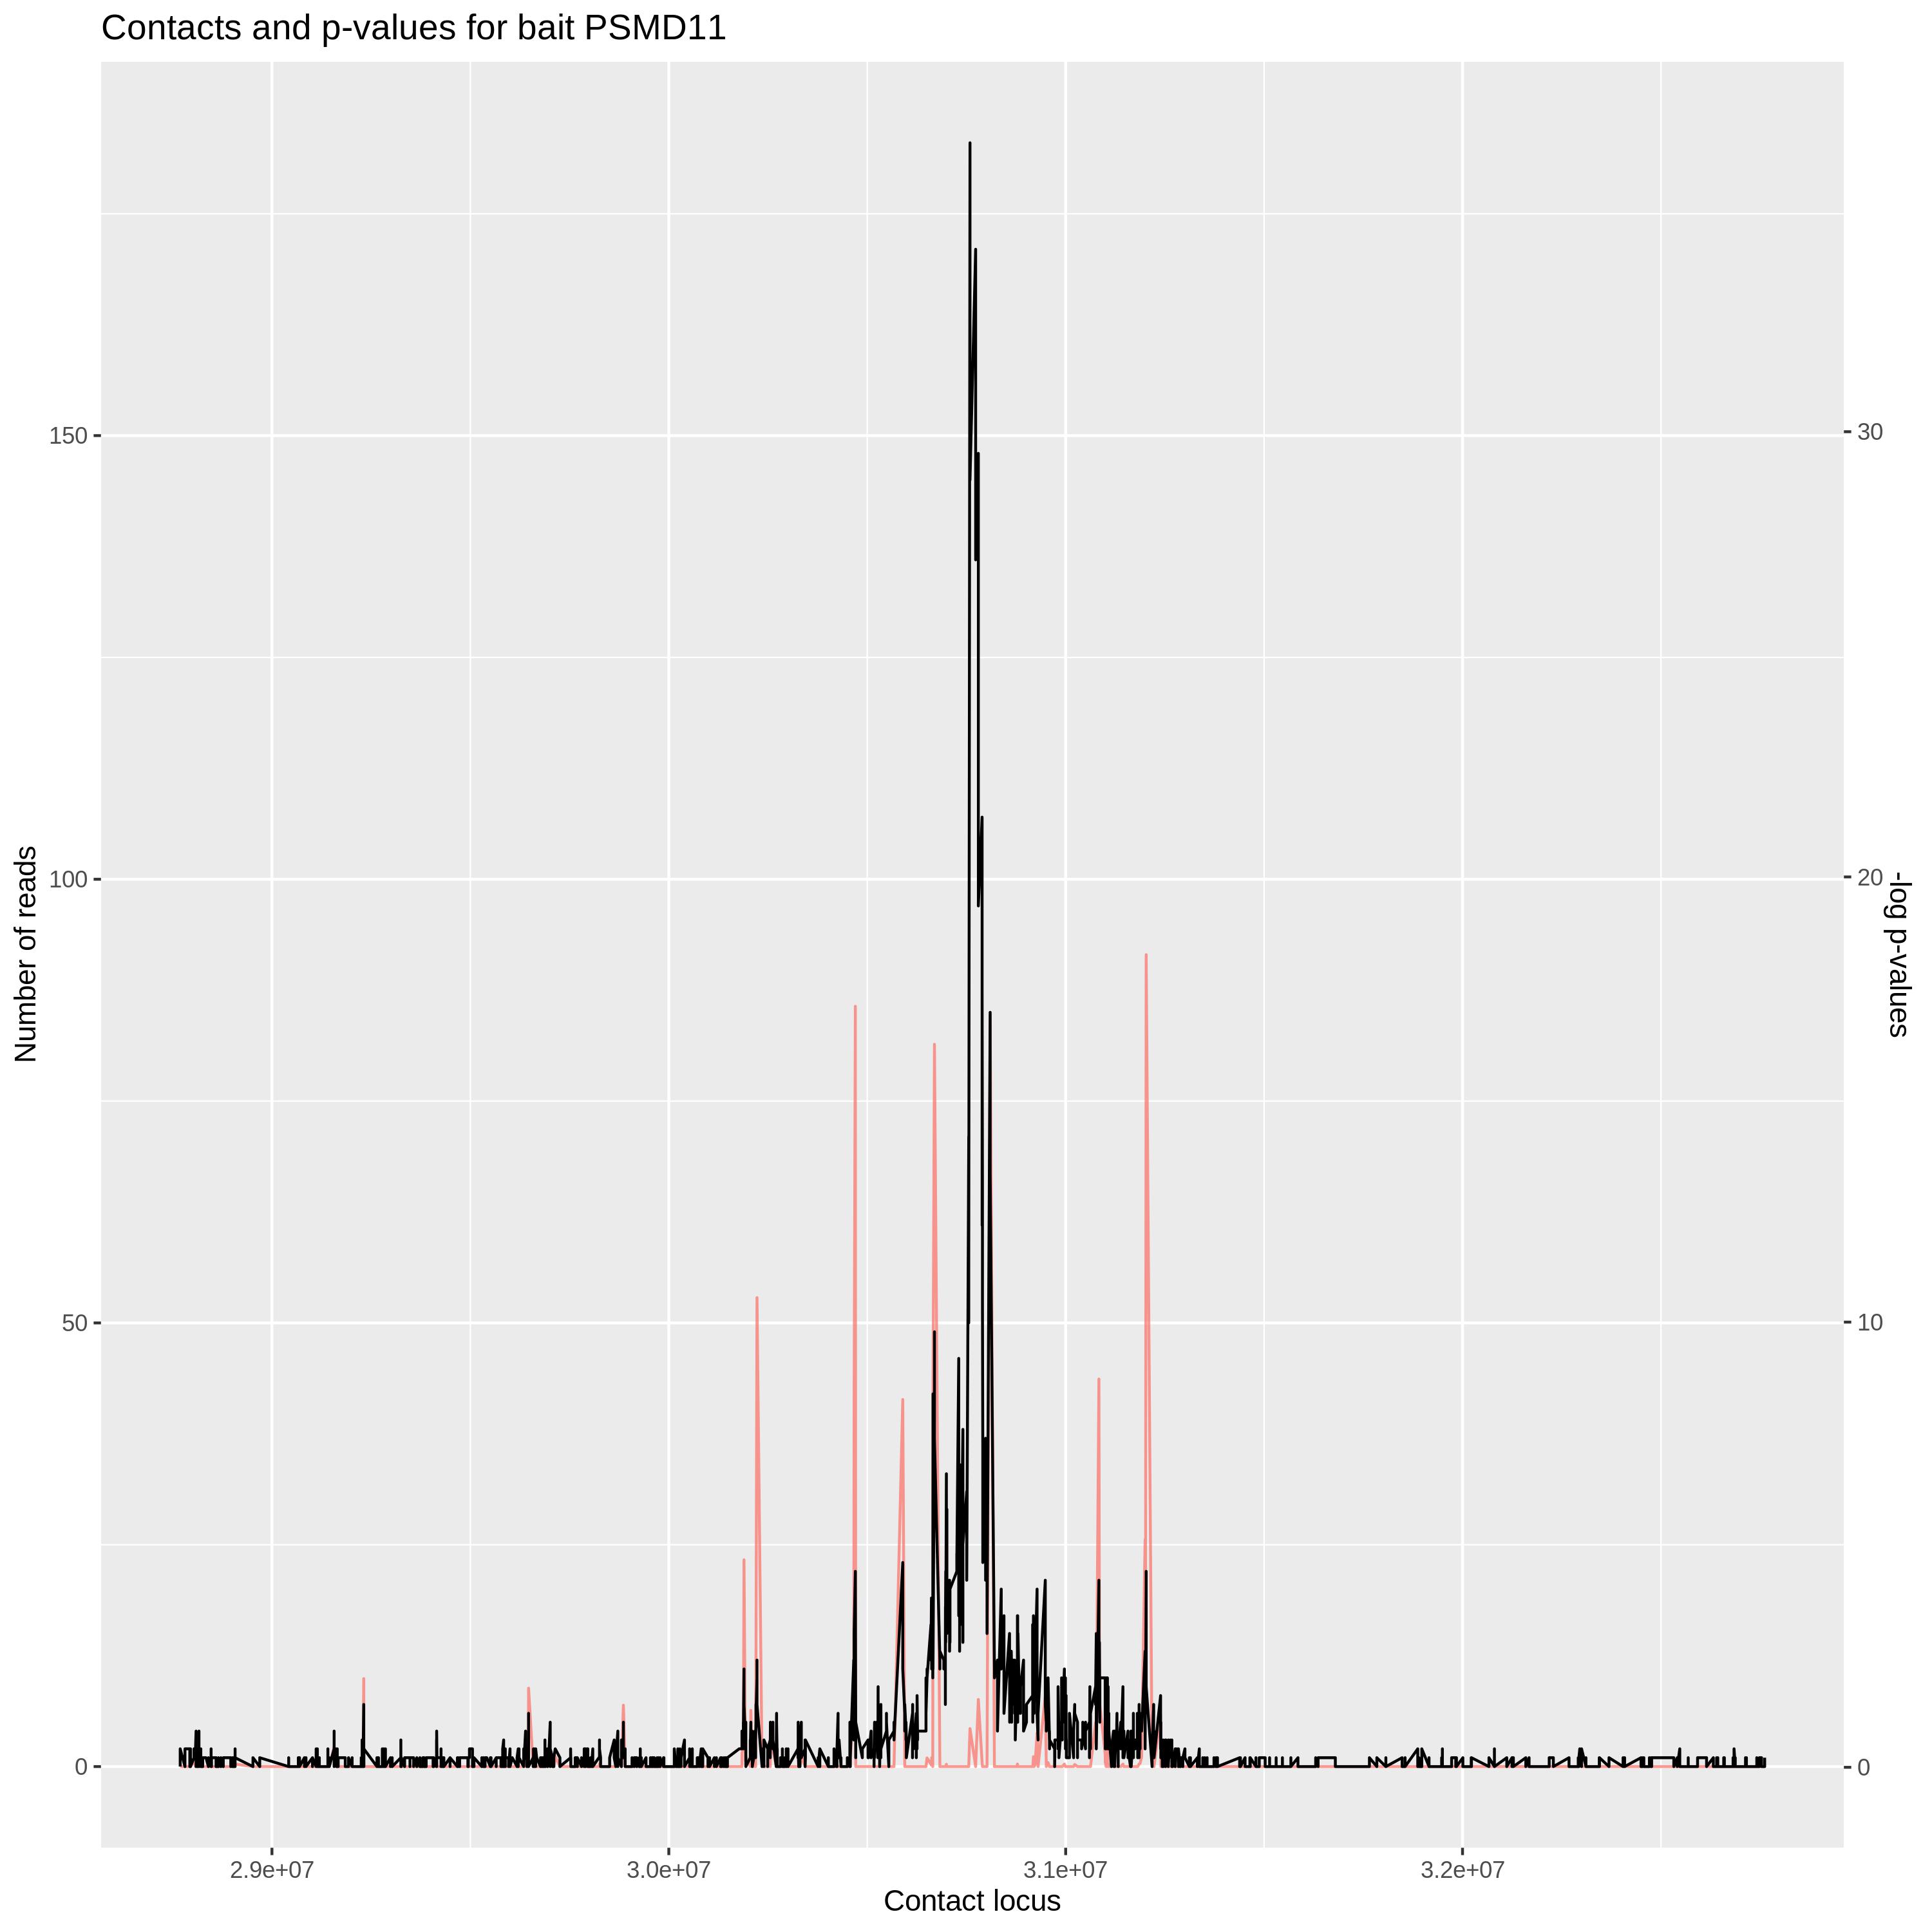 Contacts and p-values for bait PSMD11
Number of reads
150
100
50
0
30
20
10
0
-log p-values
2.9e+07
3.0e+07
3.1e+07
3.2e+07
Contact locus